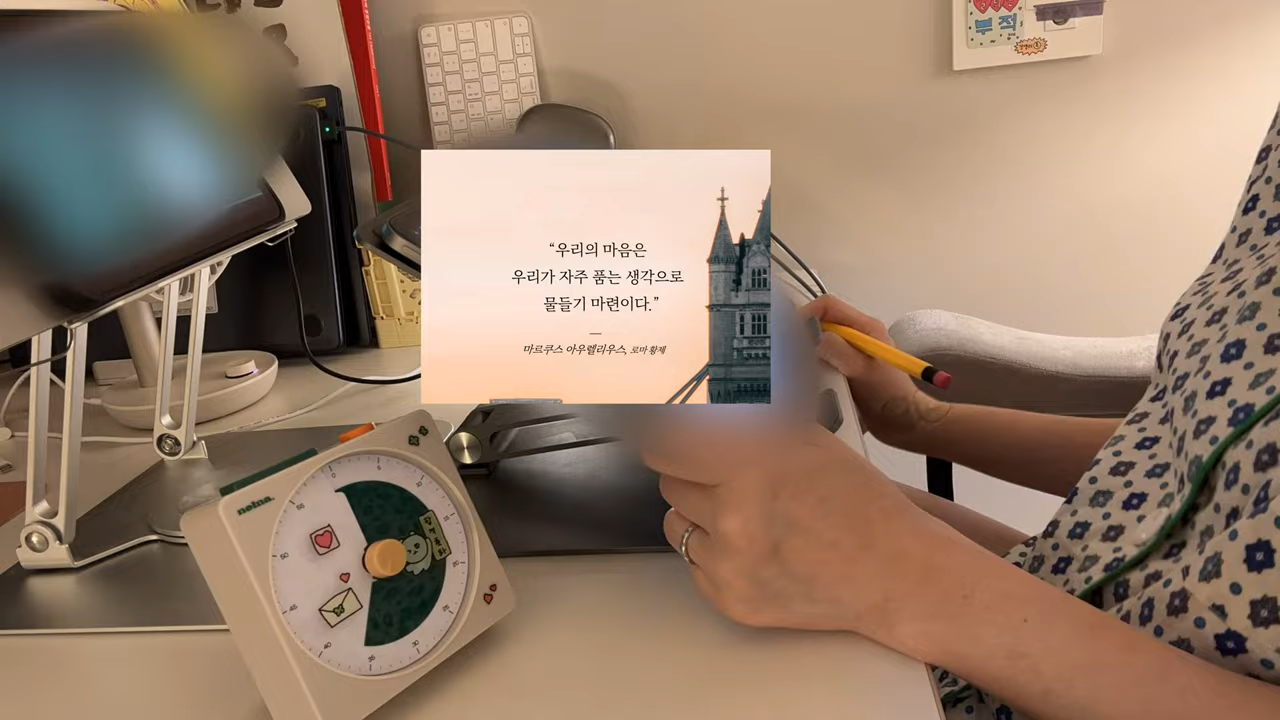 부적
“우리의 마음은
우리가 자주 품는 생각으로
물들기 마련이다.”
마르쿠스 아우렐리우스, 로마 황제